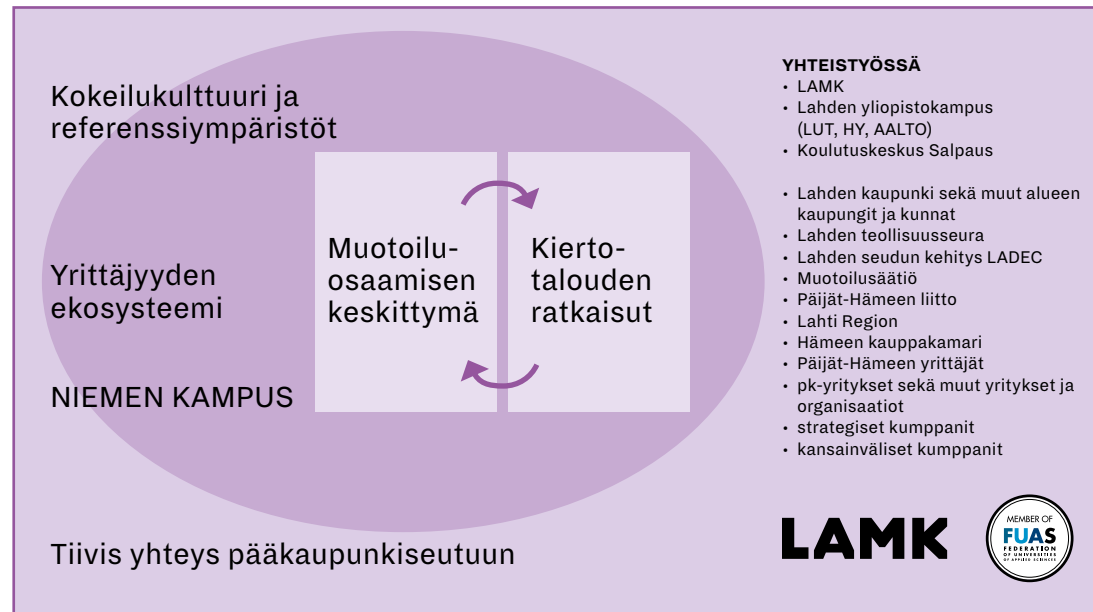 Kokeilukulttuuri ja
referenssiympäristöt
Yrittäjyyden
ekosysteemi
NIEMEN KAMPUS
Muotoilu-
osaamisen
keskittymä
Kierto-
talouden
ratkaisut
Tiivis yhteys pääkaupunkiseutuun
YHTEISTYÖSSÄ
• LAMK
• Lahden yliopistokampus
(LUT, HY, AALTO)
• Koulutuskeskus Salpaus
• Lahden kaupunki sekä muut alueen
kaupungit ja kunnat
• Lahden teollisuusseura
• Lahden seudun kehitys LADEC
• Muotoilusäätiö
• Päijät-Hämeen liitto
• Lahti Region
• Hämeen kauppakamari
• Päijät-Hämeen yrittäjät
• pk-yritykset sekä muut yritykset ja
organisaatiot
• strategiset kumppanit
• kansainväliset kumppanit
LAMK
MEMBER OF
FUAS
FEDERATION
OF UNIVERSITIES
OF APPLIED SCIENCES